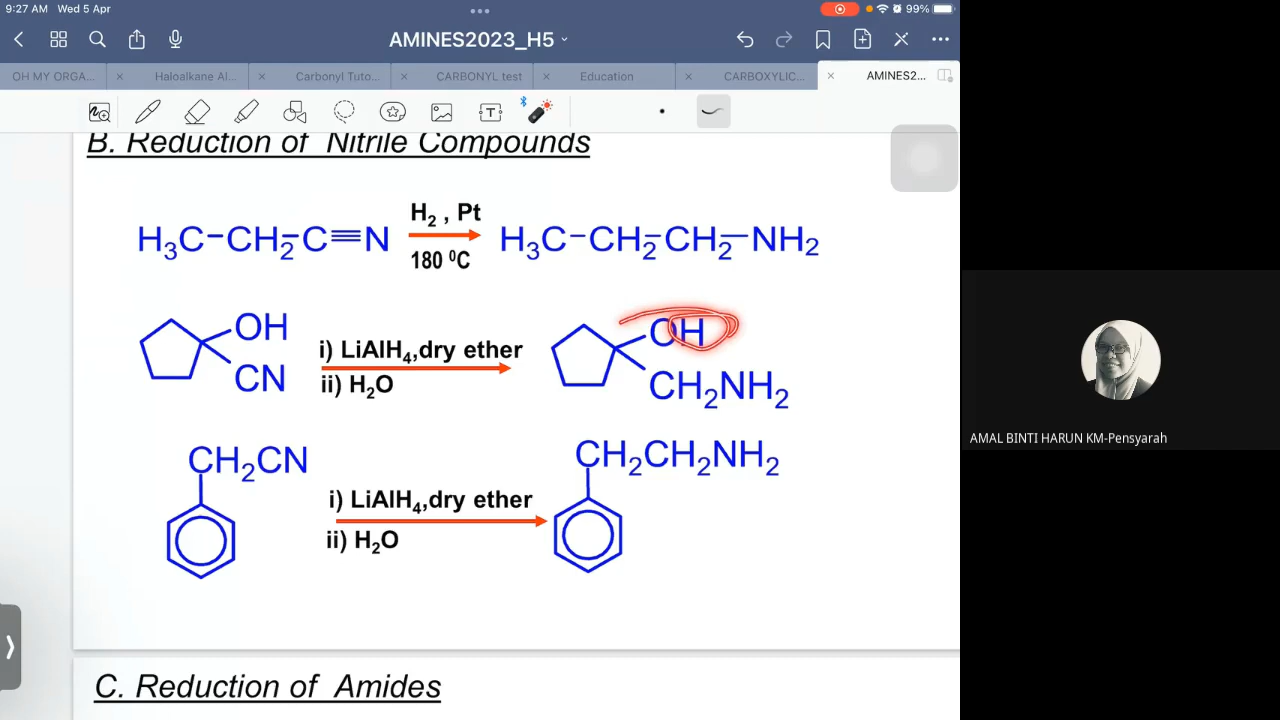 9:27 AM Wed 5 Apr
99%
AMINES2023_H5
OH MY ORGA...
Haloalkane Al...
Carbonyl Tuto...
CARBONYL test
Education
CARBOXYLIC...
AMINES2...
B. Reduction of Nitrile Compounds
H₃C-CH₂-C≡N
H₂ , Pt
180 ⁰C
H₃C-CH₂-CH₂-NH₂
OH
CN
i) LiAlH₄,dry ether
ii) H₂O
OH
CH₂NH₂
CH₂CN
i) LiAlH₄,dry ether
ii) H₂O
CH₂CH₂NH₂
C. Reduction of Amides
AMAL BINTI HARUN KM-Pensyarah